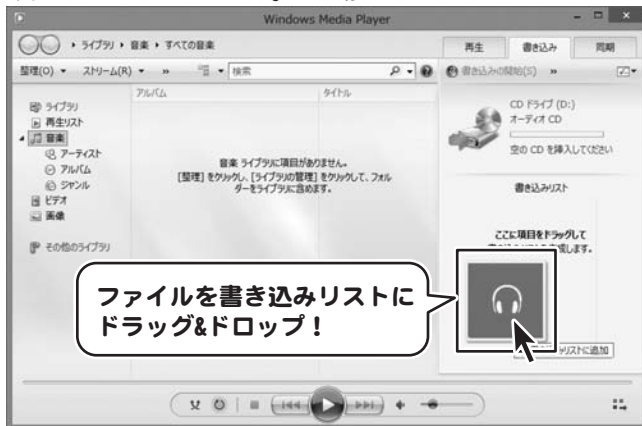 Windows Media Player
ライブラリ ▸ 音楽 ▸ すべての音楽
再生 書き込み 同期
整理(O) ストリーム(R) » 検索 書き込みの開始(S) »
アルバム タイトル
ライブラリ
再生リスト
音楽
アーティスト
アルバム
ジャンル
ビデオ
画像
その他のライブラリ
音楽 ライブラリに項目がありません。
[整理] をクリックし、[ライブラリの管理] をクリックして、フォル
ダーをライブラリに含めます。
CD ドライブ (D:)
オーディオ CD
空の CD を挿入してください
書き込みリスト
ここに項目をドラッグして
ファイルを書き込みリストに
ドラッグ&ドロップ!
リストに追加